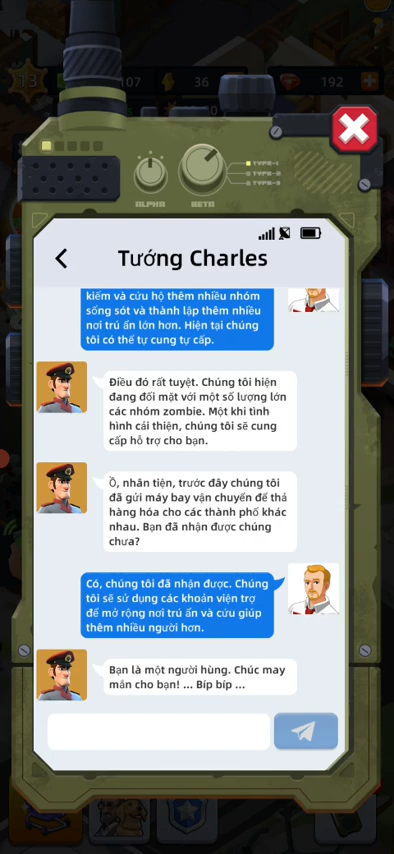 13
107
36
192
TYPE-1
TYPE-2
TYPE-3
ALPHA
BETA
Tướng Charles
kiếm và cứu hộ thêm nhiều nhóm
sống sót và thành lập thêm nhiều
nơi trú ẩn lớn hơn. Hiện tại chúng
tôi có thể tự cung tự cấp.
Điều đó rất tuyệt. Chúng tôi hiện
đang đối mặt với một số lượng lớn
các nhóm zombie. Một khi tình
hình cải thiện, chúng tôi sẽ cung
cấp hỗ trợ cho bạn.
Ồ, nhân tiện, trước đây chúng tôi
đã gửi máy bay vận chuyển để thả
hàng hóa cho các thành phố khác
nhau. Bạn đã nhận được chúng
chưa?
Có, chúng tôi đã nhận được. Chúng
tôi sẽ sử dụng các khoản viện trợ
để mở rộng nơi trú ẩn và cứu giúp
thêm nhiều người hơn.
Bạn là một người hùng. Chúc may
mắn cho bạn! ... Bíp bíp ...